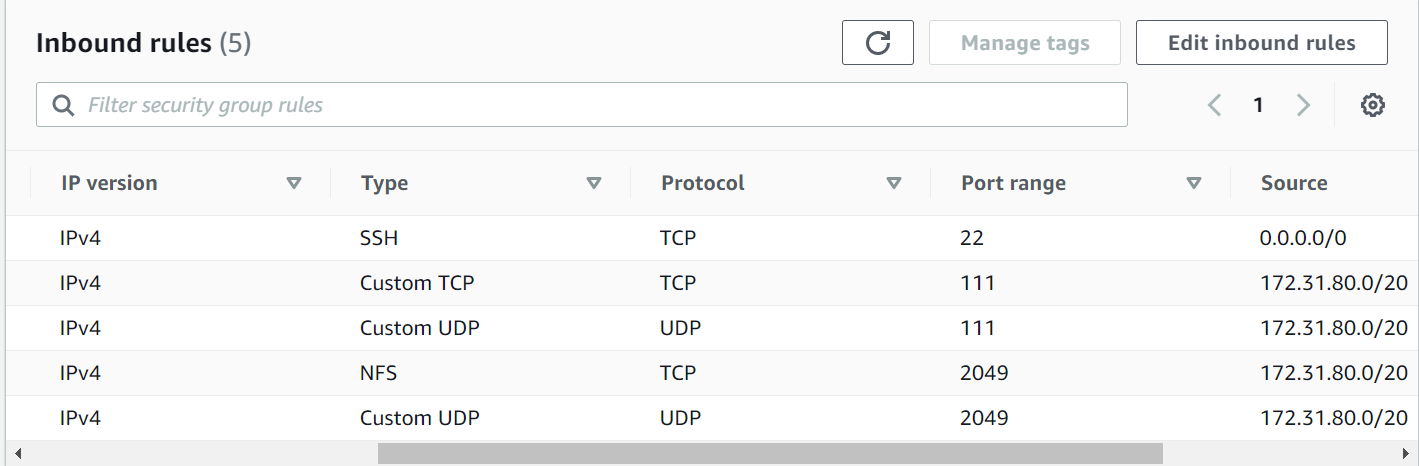 Inbound rules (5)
Manage tags
Edit inbound rules
Filter security group rules
1
IP version Type Protocol Port range Source
IPv4 SSH TCP 22 0.0.0.0/0
IPv4 Custom TCP TCP 111 172.31.80.0/20
IPv4 Custom UDP UDP 111 172.31.80.0/20
IPv4 NFS TCP 2049 172.31.80.0/20
IPv4 Custom UDP UDP 2049 172.31.80.0/20